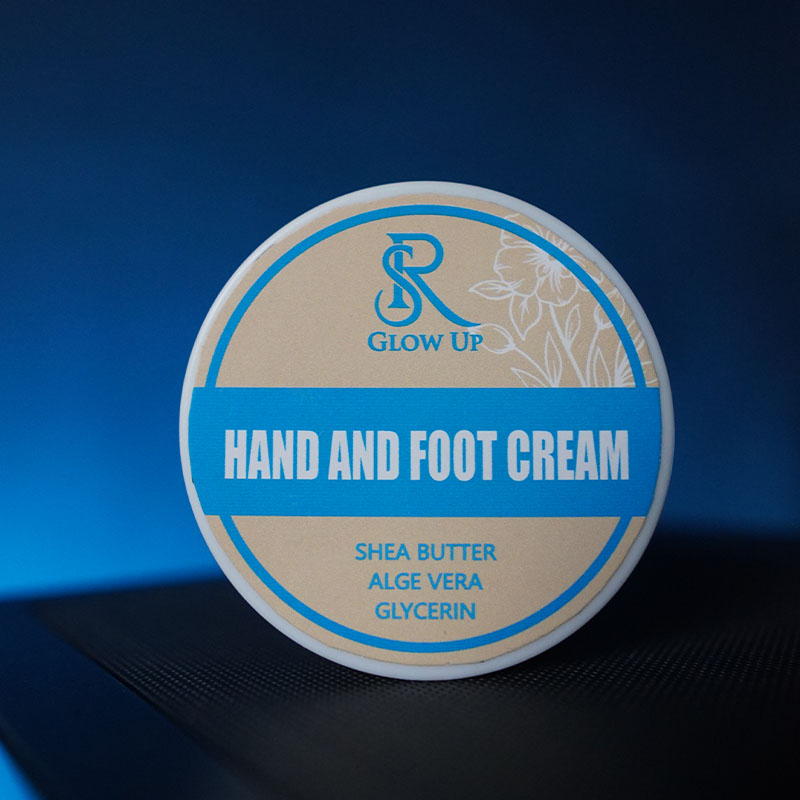 SR
GLOW UP
HAND AND FOOT CREAM
SHEA BUTTER
ALGE VERA
GLYCERIN